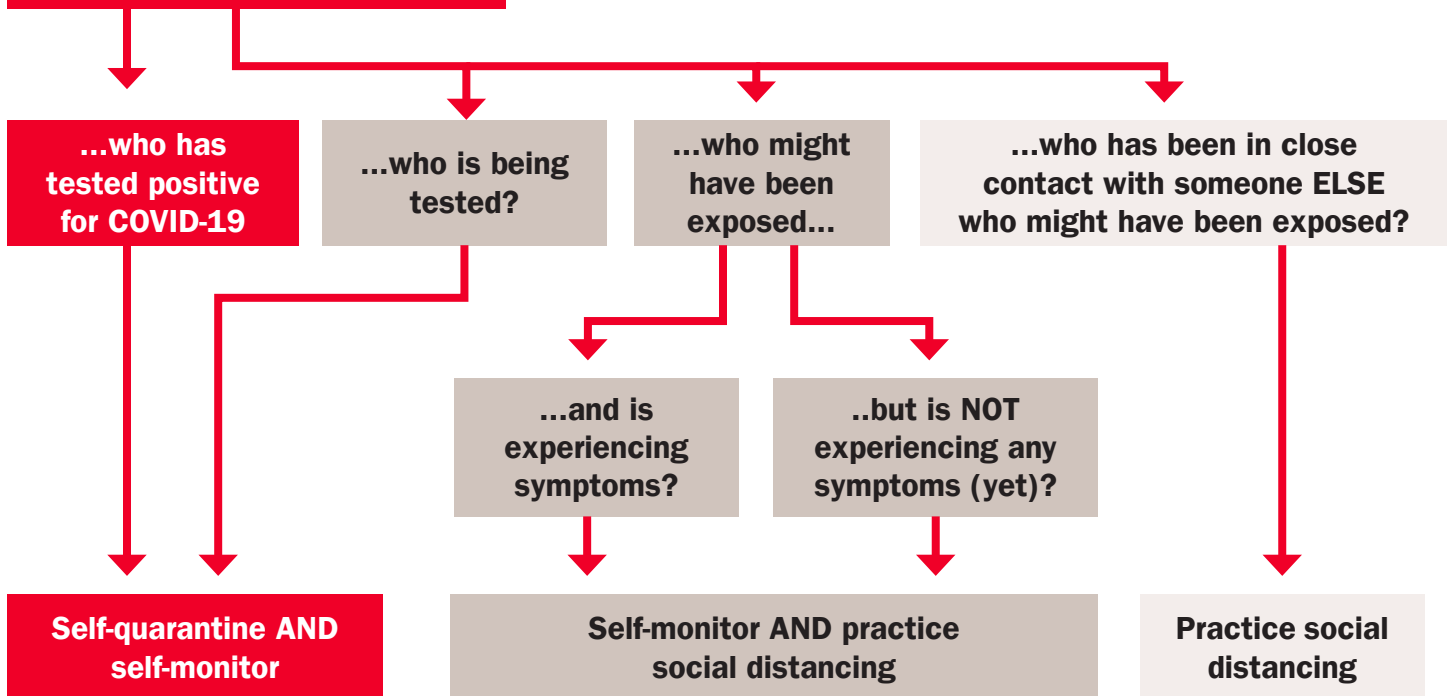 ...who has
tested positive
for COVID-19
...who is being
tested?
...who might
have been
exposed...
...who has been in close
contact with someone ELSE
who might have been exposed?
...and is
experiencing
symptoms?
..but is NOT
experiencing any
symptoms (yet)?
Self-quarantine AND
self-monitor
Self-monitor AND practice
social distancing
Practice social
distancing